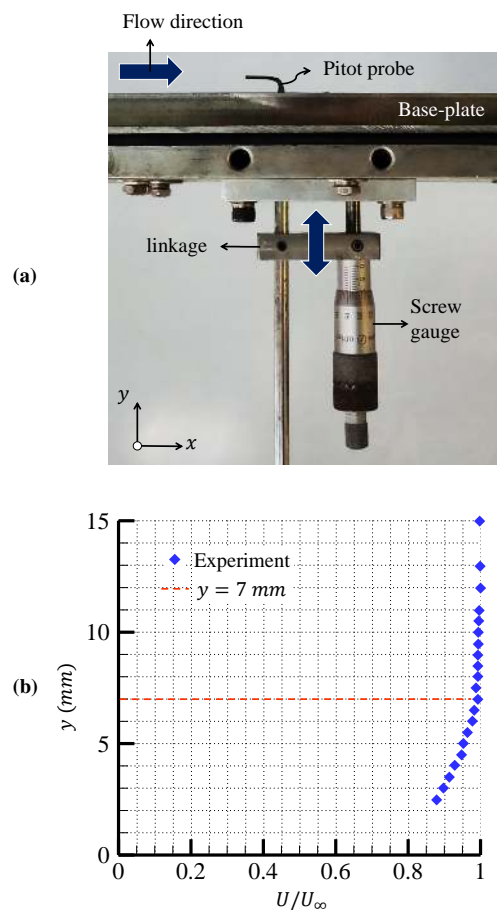 Flow direction
Pitot probe
Base-plate
linkage
(a)
Screw
gauge
y
x
15
Experiment
y = 7 mm
10
(b)
y (mm)
5
0
0
0.2
0.4
0.6
0.8
1
U/U∞